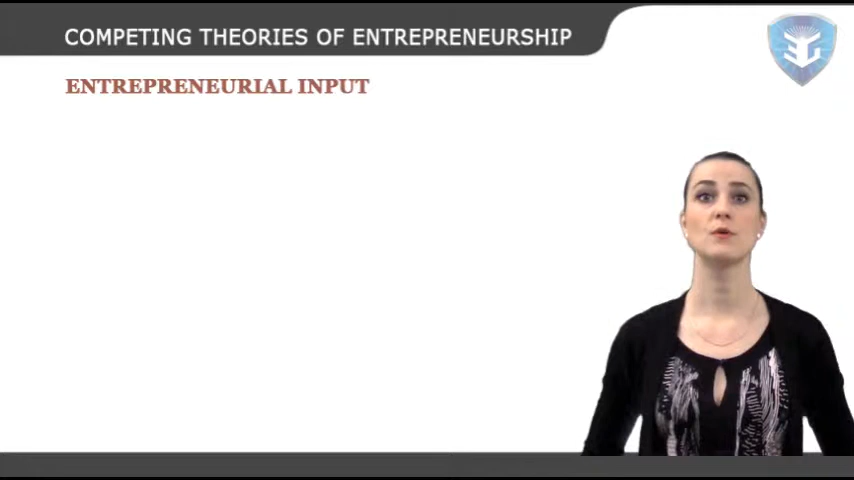 COMPETING THEORIES OF ENTREPRENEURSHIP
ENTREPRENEURIAL INPUT